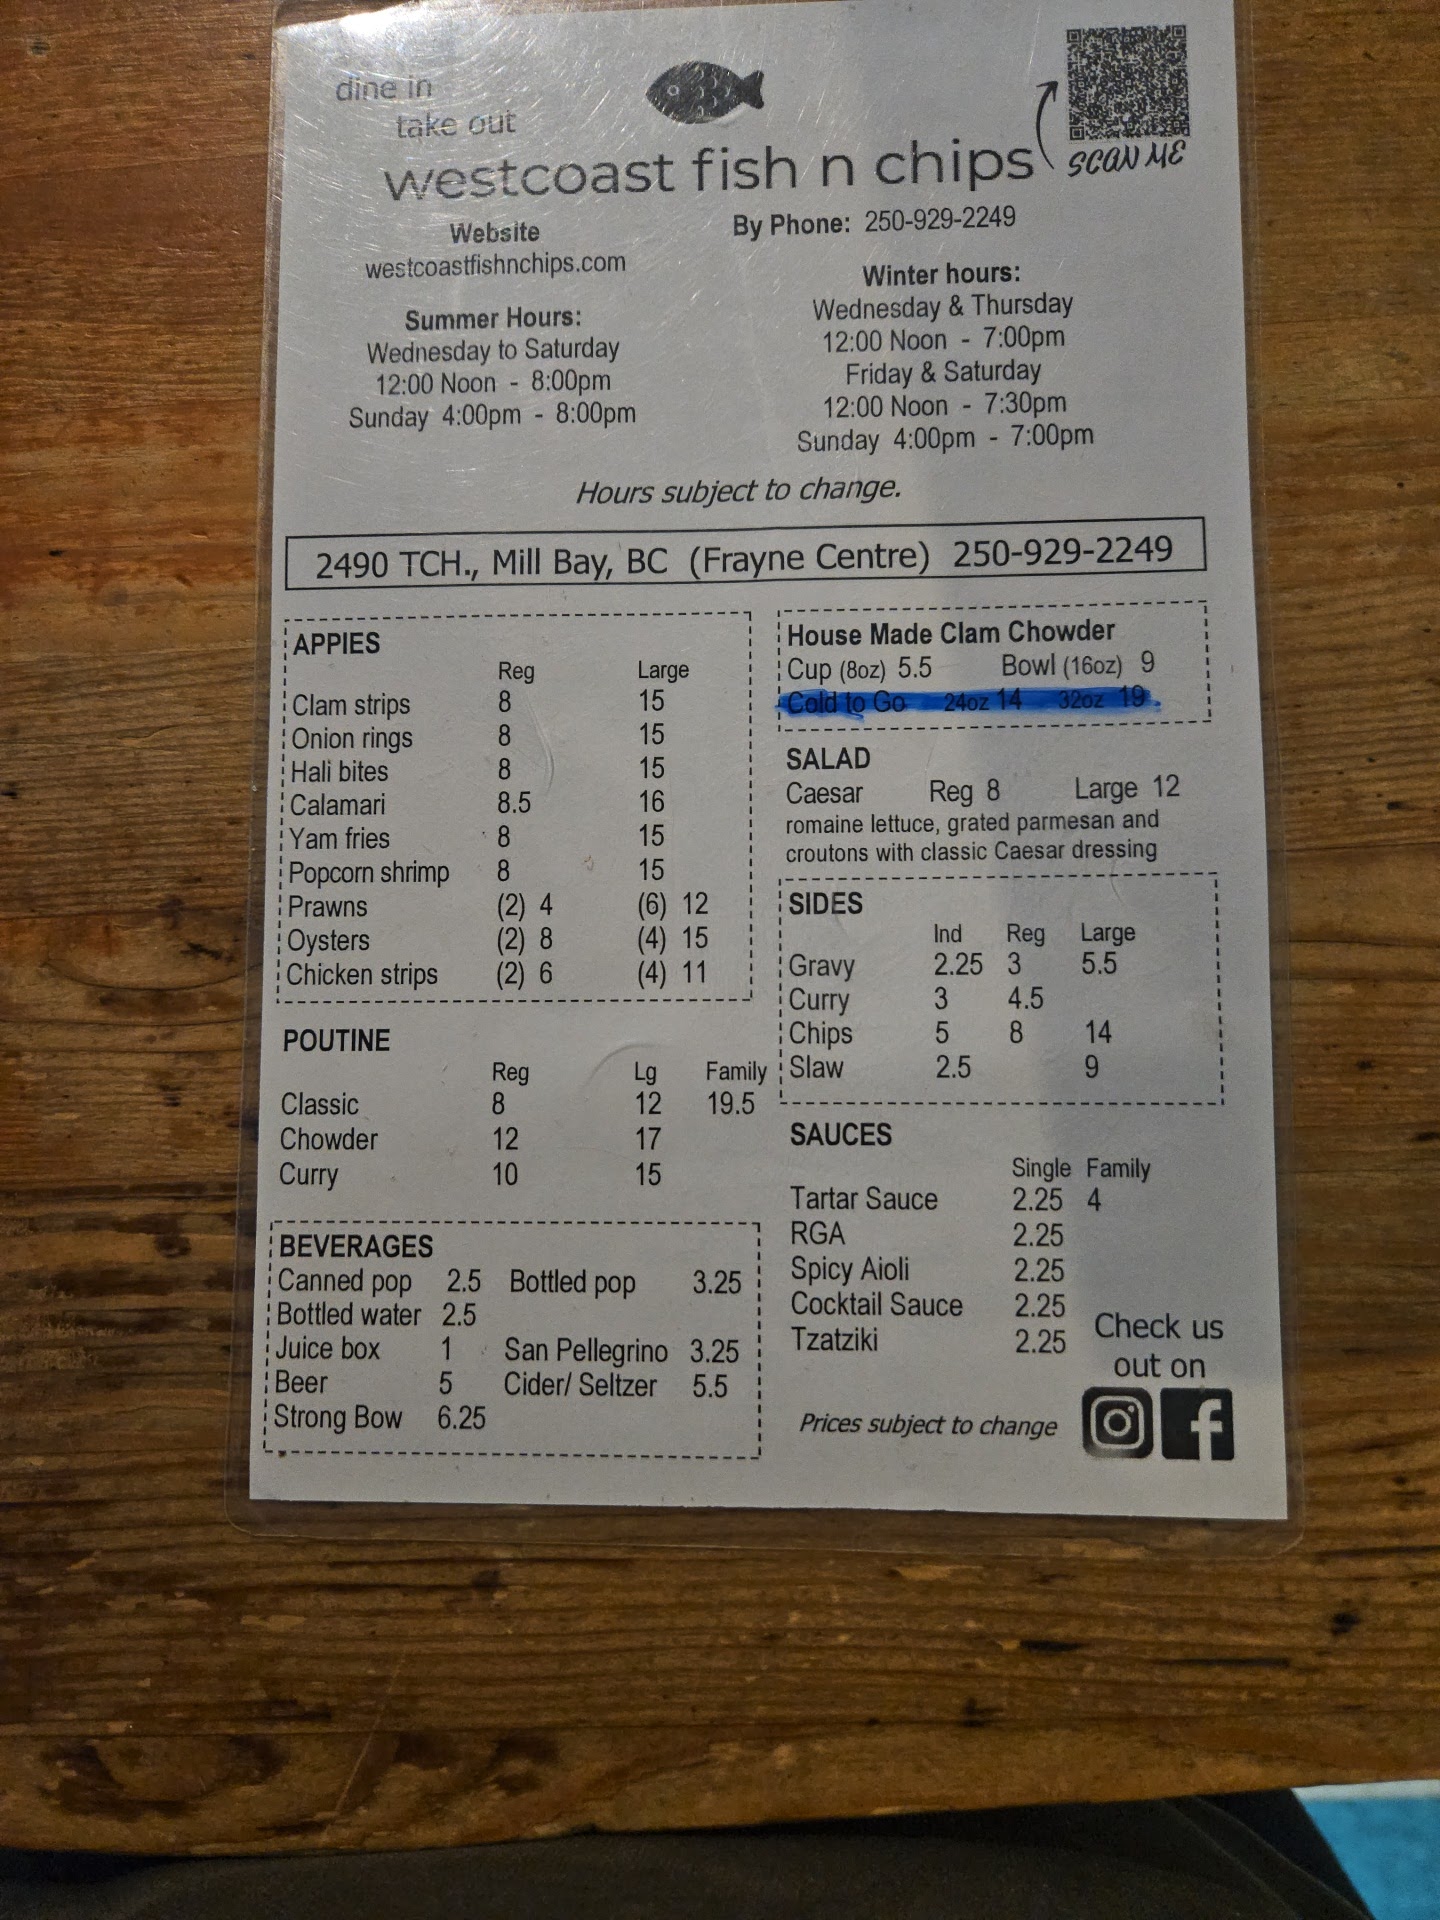 dine in
take out
westcoast fish n chips
SCAN ME
Website
westcoastfishnchips.com
By Phone: 250-929-2249
Summer Hours:
Wednesday to Saturday
12:00 Noon - 8:00pm
Sunday 4:00pm - 8:00pm
Winter hours:
Wednesday & Thursday
12:00 Noon - 7:00pm
Friday & Saturday
12:00 Noon - 7:30pm
Sunday 4:00pm - 7:00pm
Hours subject to change.
2490 TCH., Mill Bay, BC (Frayne Centre) 250-929-2249
APPIES
Reg Large
Clam strips 8 15
Onion rings 8 15
Hali bites 8 15
Calamari 8.5 16
Yam fries 8 15
Popcorn shrimp 8 15
Prawns (2) 4 (6) 12
Oysters (2) 8 (4) 15
Chicken strips (2) 6 (4) 11
POUTINE
Reg Lg Family
Classic 8 12 19.5
Chowder 12 17
Curry 10 15
BEVERAGES
Canned pop 2.5 Bottled pop 3.25
Bottled water 2.5
Juice box 1 San Pellegrino 3.25
Beer 5 Cider/ Seltzer 5.5
Strong Bow 6.25
House Made Clam Chowder
Cup (8oz) 5.5 Bowl (16oz) 9
Cold to Go 24oz 14 32oz 19
SALAD
Caesar Reg 8 Large 12
romaine lettuce, grated parmesan and
croutons with classic Caesar dressing
SIDES
Ind Reg Large
Gravy 2.25 3 5.5
Curry 3 4.5
Chips 5 8 14
Slaw 2.5 9
SAUCES
Single Family
Tartar Sauce 2.25 4
RGA 2.25
Spicy Aioli 2.25
Cocktail Sauce 2.25
Tzatziki 2.25
Check us
out on
Prices subject to change